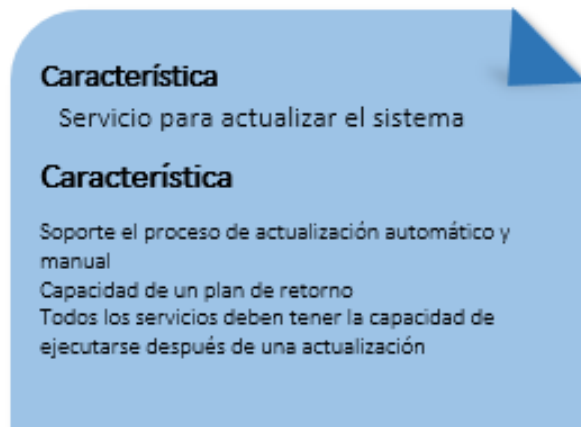 Característica
Servicio para actualizar el sistema
Característica
Soporte el proceso de actualización automático y
manual
Capacidad de un plan de retorno
Todos los servicios deben tener la capacidad de
ejecutarse después de una actualización